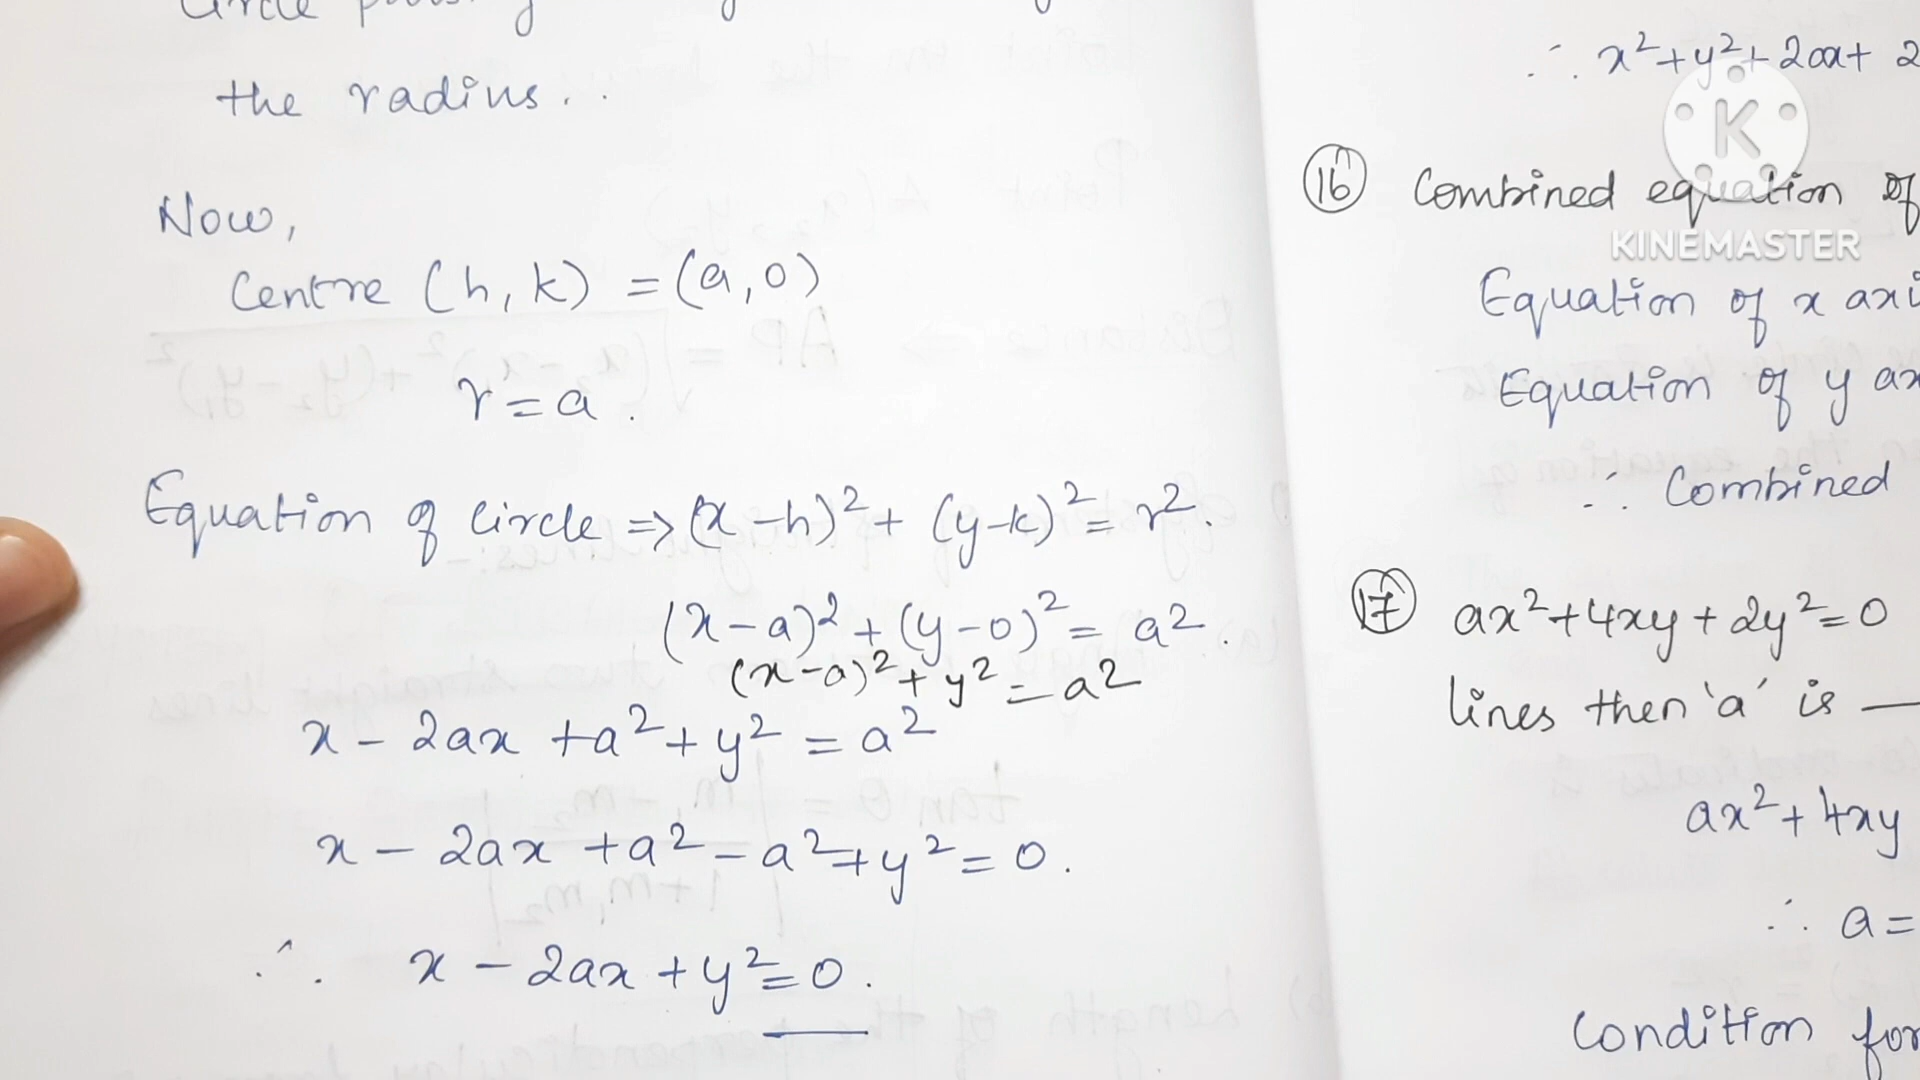 the radius.
Now,
Centre (h, k) = (a, 0)
r = a.
Equation of circle => (x - h)² + (y - k)² = r².
(x - a)² + (y - 0)² = a².
(x - a)² + y² = a²
x - 2ax + a² + y² = a²
x - 2ax + a² - a² + y² = 0.
∴ x - 2ax + y² = 0.
∴ x² + y² + 2ax + 2
KINEMASTER
(16) Combined equation of
Equation of x axi
Equation of y ax
∴ Combined
(17) ax² + 4xy + 2y² = 0
lines then 'a' is —
ax² + 4xy
∴ a =
Condition for